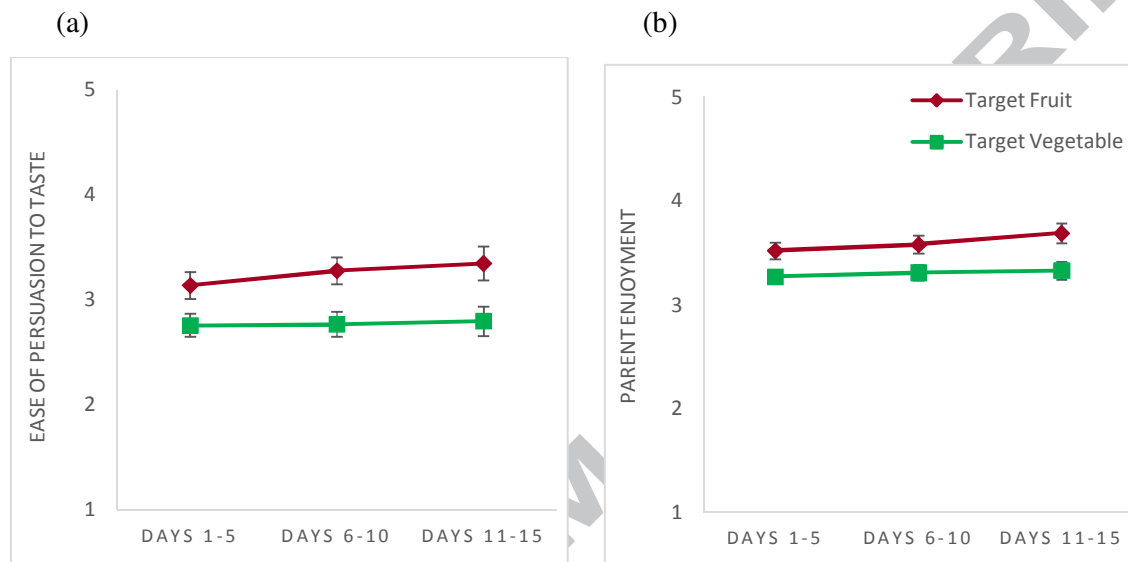 (a)
(b)
EASE OF PERSUASION TO TASTE
5
4
3
2
1
DAYS 1-5 DAYS 6-10 DAYS 11-15
PARENT ENJOYMENT
5
4
3
2
1
Target Fruit
Target Vegetable
DAYS 1-5 DAYS 6-10 DAYS 11-15